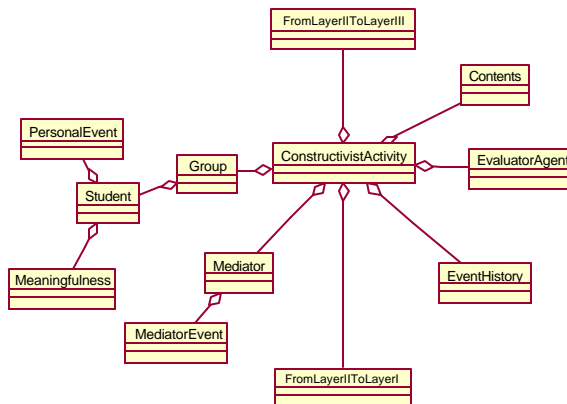 FromLayerIIToLayerIII
Contents
PersonalEvent
ConstructivistActivity
Group
EvaluatorAgent
Student
Mediator
Meaningfulness
EventHistory
MediatorEvent
FromLayerIIToLayerI